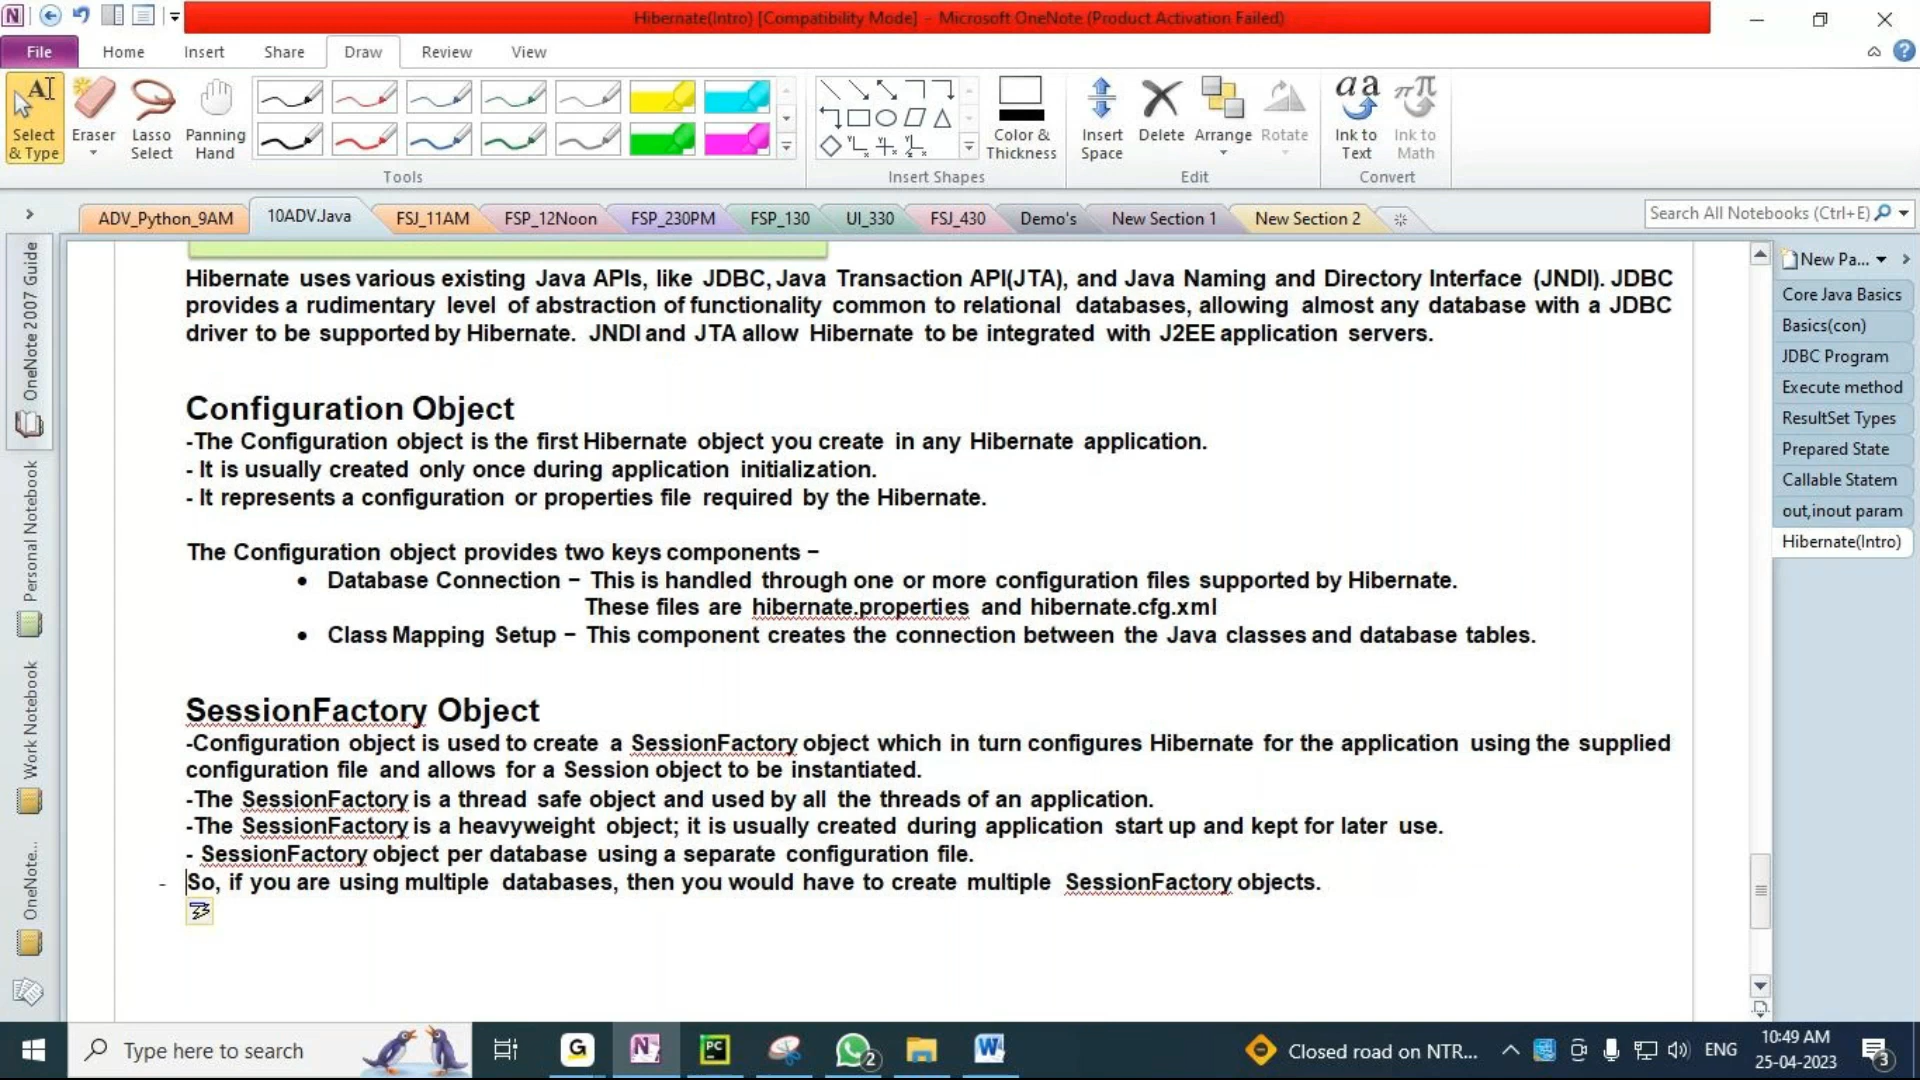 Hibernate(Intro) [Compatibility Mode] - Microsoft OneNote (Product Activation Failed)
File Home Insert Share Draw Review View
Select & Type
Eraser
Lasso Select
Panning Hand
Color & Thickness
Insert Space
Delete
Arrange
Rotate
Ink to Text
Ink to Math
Tools Insert Shapes Edit Convert
ADV_Python_9AM 10ADV.Java FSJ_11AM FSP_12Noon FSP_230PM FSP_130 UI_330 FSJ_430 Demo's New Section 1 New Section 2
Search All Notebooks (Ctrl+E)
OneNote 2007 Guide
Personal Notebook
Work Notebook
OneNote...
Hibernate uses various existing Java APIs, like JDBC, Java Transaction API(JTA), and Java Naming and Directory Interface (JNDI). JDBC
provides a rudimentary level of abstraction of functionality common to relational databases, allowing almost any database with a JDBC
driver to be supported by Hibernate. JNDI and JTA allow Hibernate to be integrated with J2EE application servers.
Configuration Object
-The Configuration object is the first Hibernate object you create in any Hibernate application.
- It is usually created only once during application initialization.
- It represents a configuration or properties file required by the Hibernate.
The Configuration object provides two keys components −
• Database Connection − This is handled through one or more configuration files supported by Hibernate.
These files are hibernate.properties and hibernate.cfg.xml
• Class Mapping Setup − This component creates the connection between the Java classes and database tables.
SessionFactory Object
-Configuration object is used to create a SessionFactory object which in turn configures Hibernate for the application using the supplied
configuration file and allows for a Session object to be instantiated.
-The SessionFactory is a thread safe object and used by all the threads of an application.
-The SessionFactory is a heavyweight object; it is usually created during application start up and kept for later use.
- SessionFactory object per database using a separate configuration file.
- So, if you are using multiple databases, then you would have to create multiple SessionFactory objects.
New Pa...
Core Java Basics
Basics(con)
JDBC Program
Execute method
ResultSet Types
Prepared State
Callable Statem
out,inout param
Hibernate(Intro)
Type here to search
Closed road on NTR...
ENG
10:49 AM
25-04-2023